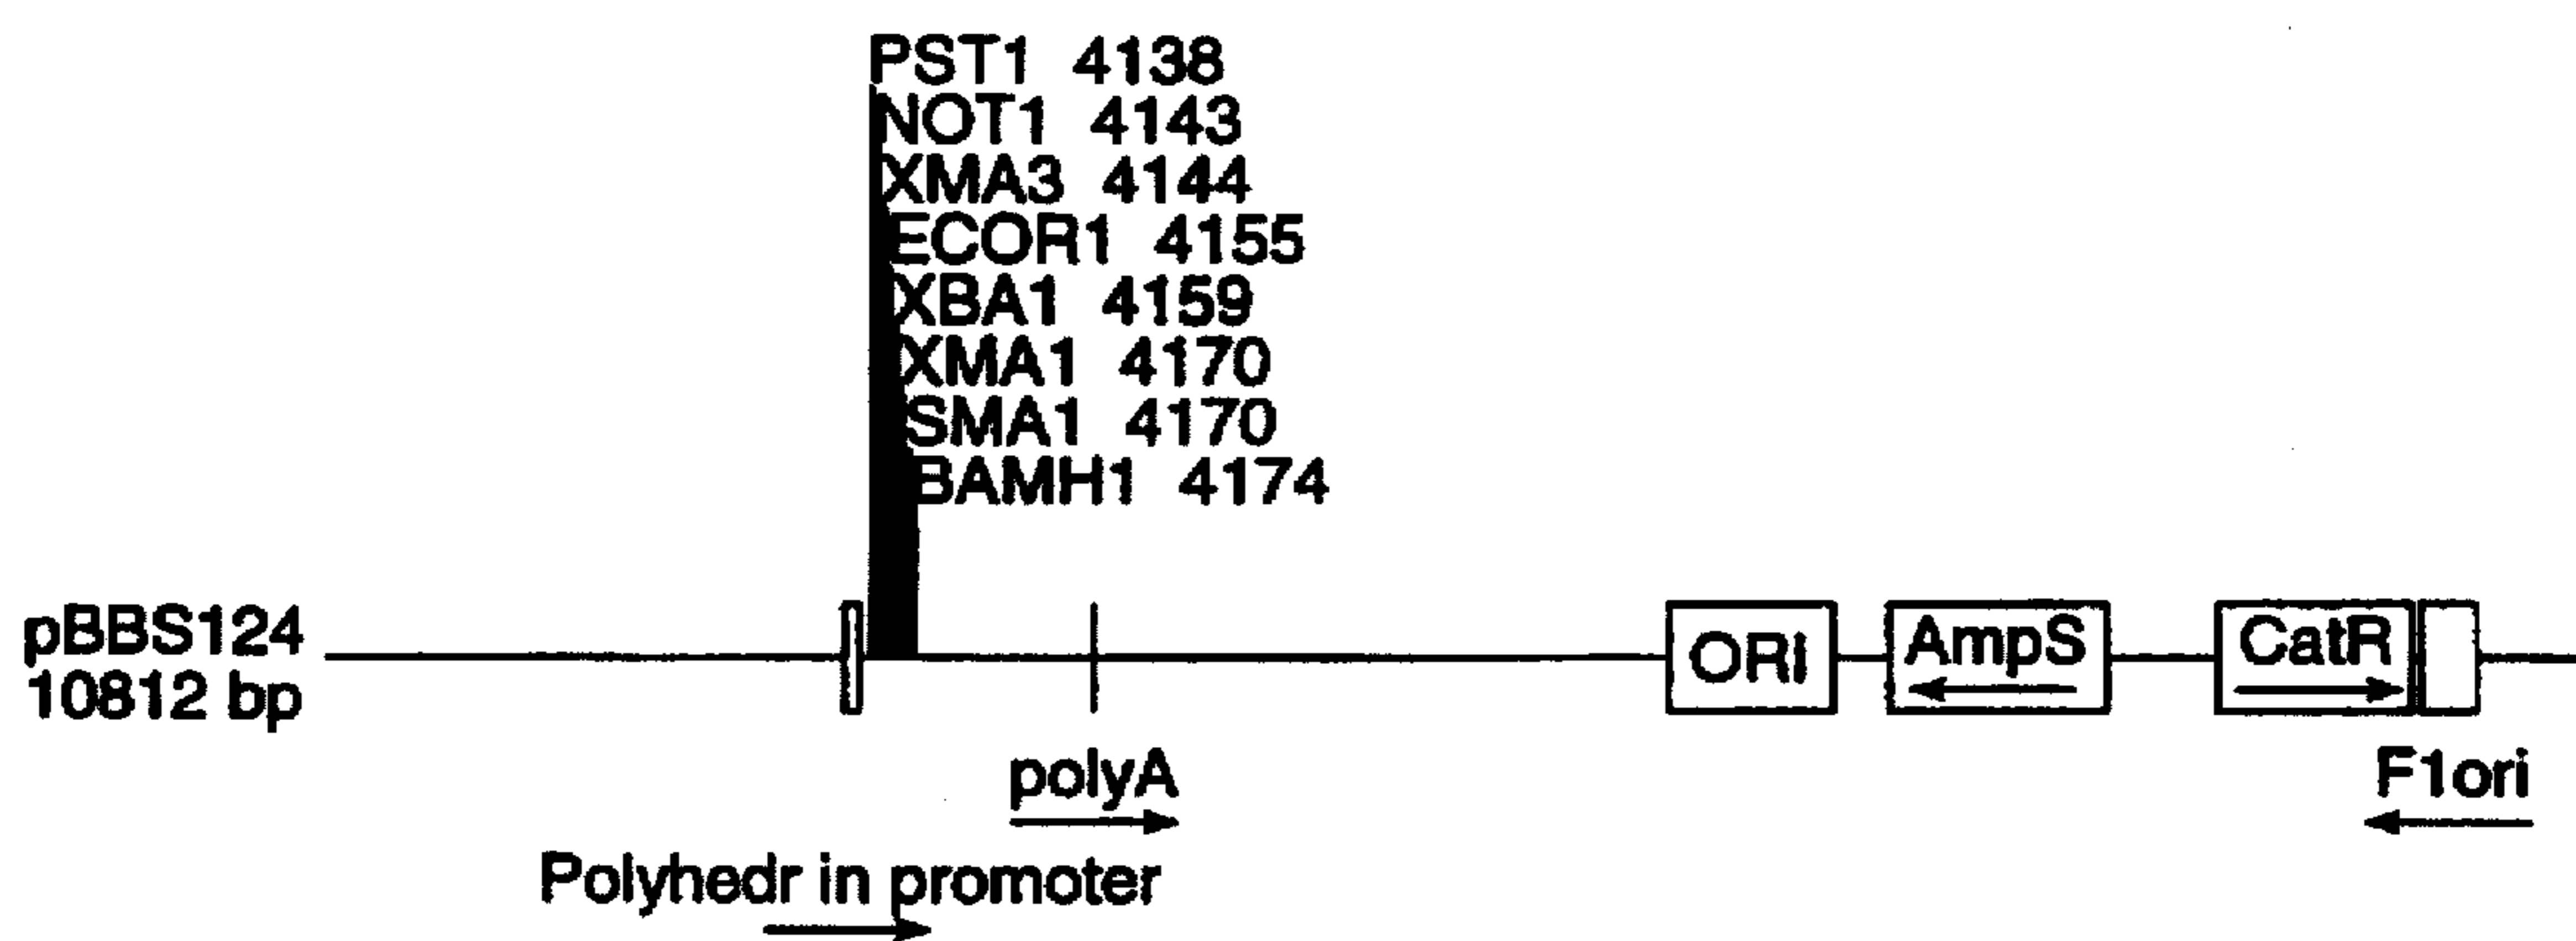 PST1 4138
NOT1 4143
XMA3 4144
ECOR1 4155
XBA1 4159
XMA1 4170
SMA1 4170
BAMH1 4174
pBBS124
10812 bp
ORI
AmpS
CatR
polyA
F1ori
Polyhedr in promoter